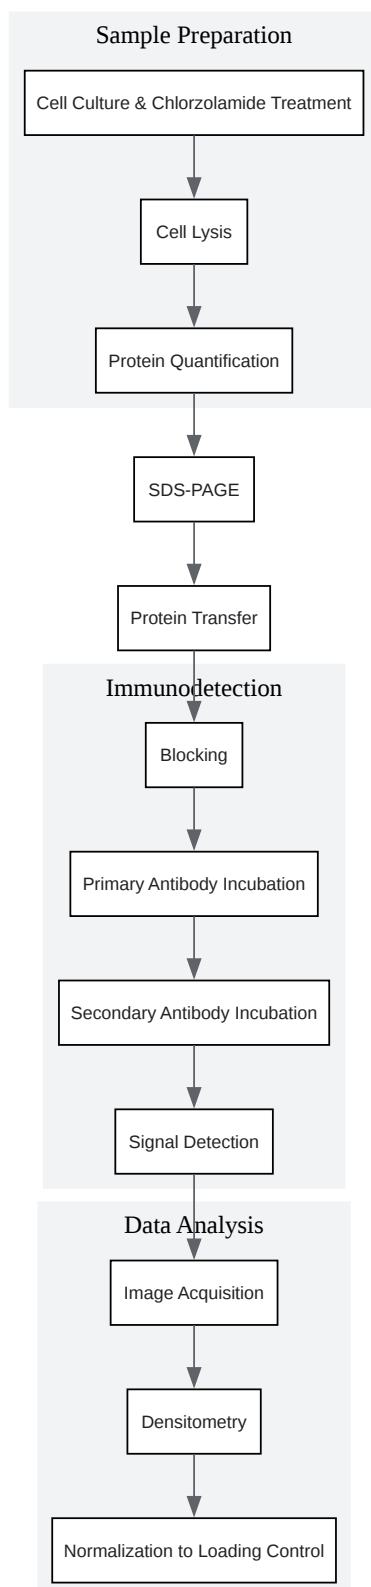 Sample Preparation
Cell Culture & Chlorzolamide Treatment
Cell Lysis
Protein Quantification
SDS-PAGE
Protein Transfer
Immunodetection
Blocking
Primary Antibody Incubation
Secondary Antibody Incubation
Signal Detection
Data Analysis
Image Acquisition
Densitometry
Normalization to Loading Control